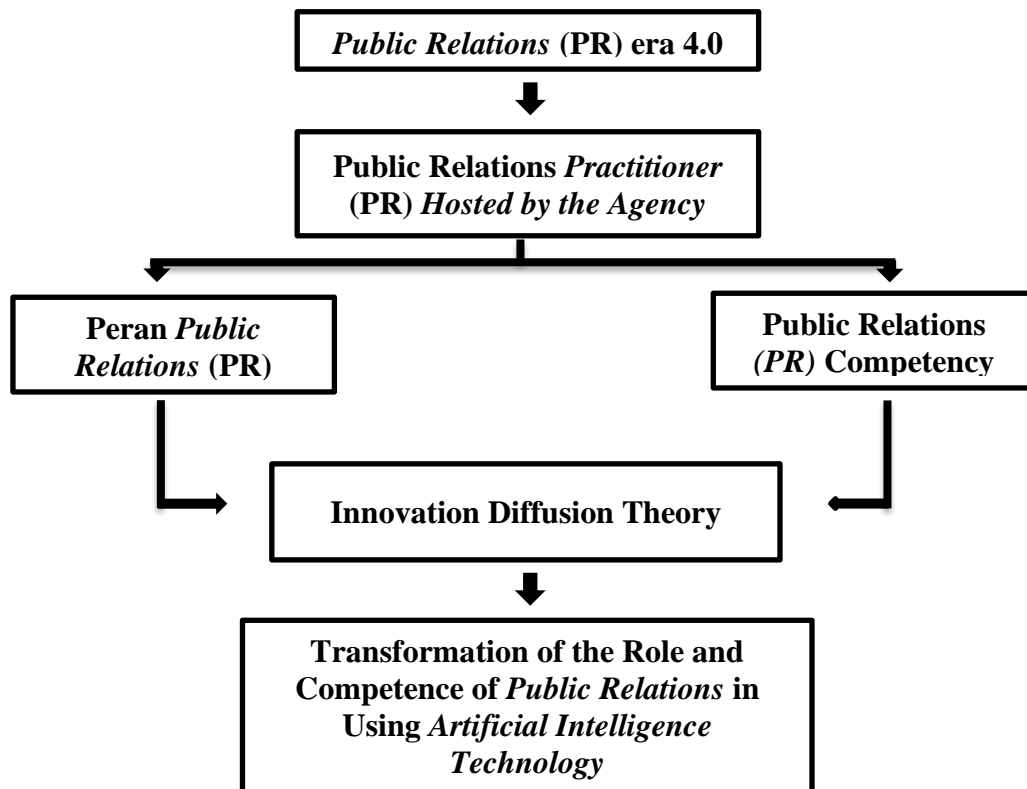 Public Relations (PR) era 4.0
Public Relations Practitioner
(PR) Hosted by the Agency
Peran Public
Relations (PR)
Public Relations
(PR) Competency
Innovation Diffusion Theory
Transformation of the Role and
Competence of Public Relations in
Using Artificial Intelligence
Technology